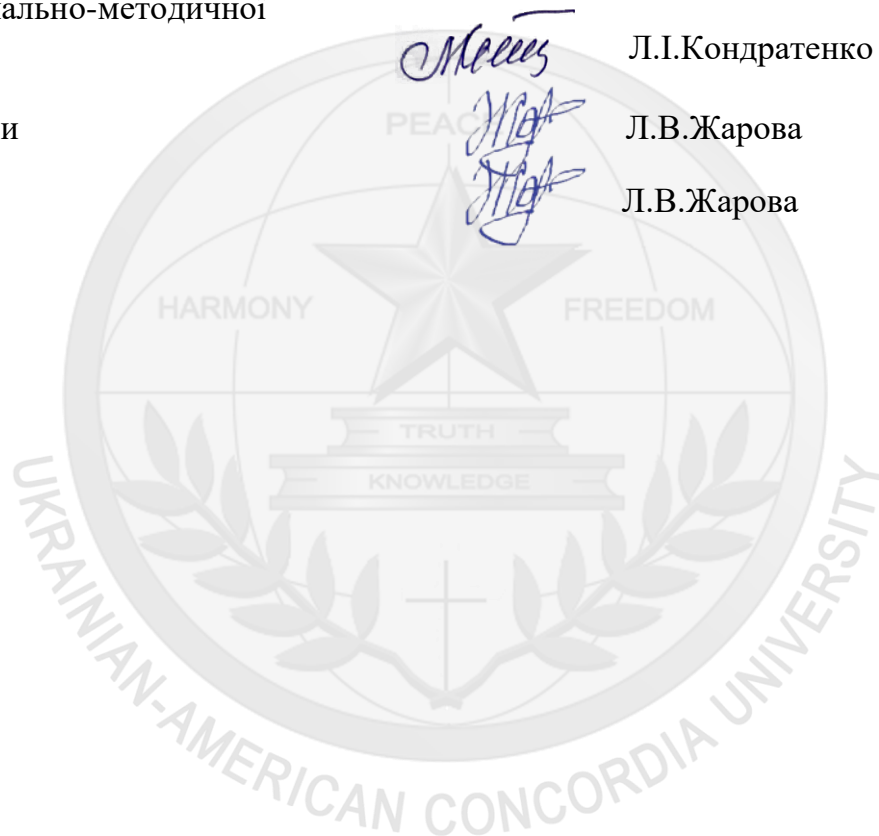 ально-методичної
Л.І.Кондратенко
и
Л.В.Жарова
Л.В.Жарова
PEACE
HARMONY
FREEDOM
TRUTH
KNOWLEDGE
UKRAINIAN-AMERICAN CONCORDIA UNIVERSITY